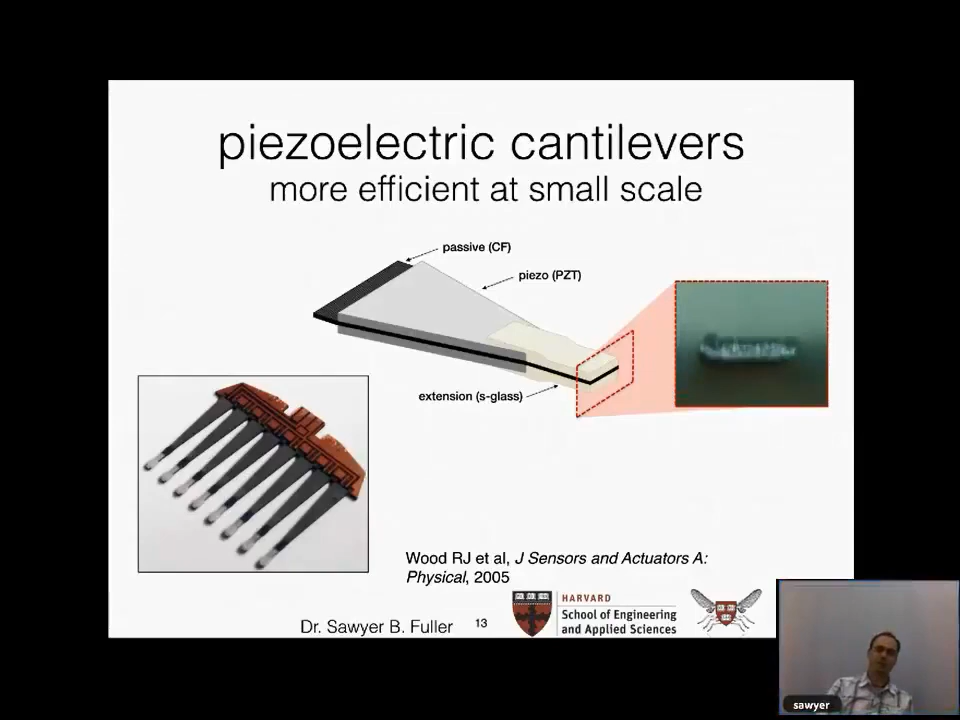 piezoelectric cantilevers
more efficient at small scale
passive (CF)
piezo (PZT)
extension (s-glass)
Wood RJ et al, J Sensors and Actuators A:
Physical, 2005
HARVARD
School of Engineering
and Applied Sciences
Dr. Sawyer B. Fuller
13
sawyer